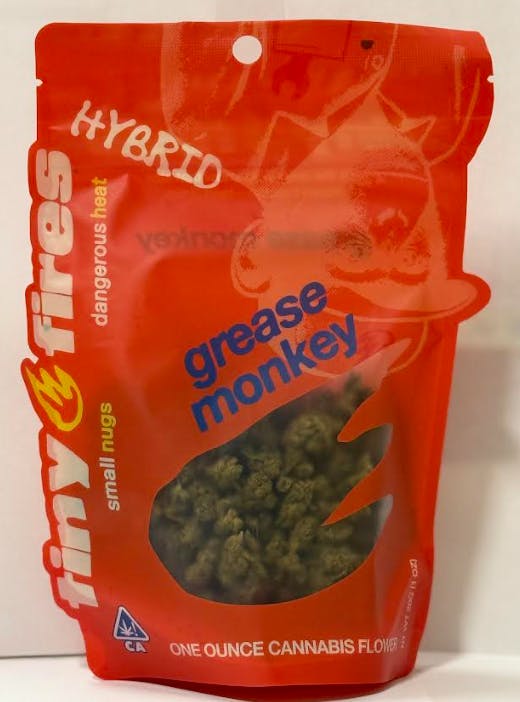 HYBRID
tiny fires
dangerous heat
small nugs
grease
monkey
CA
ONE OUNCE CANNABIS FLOWER